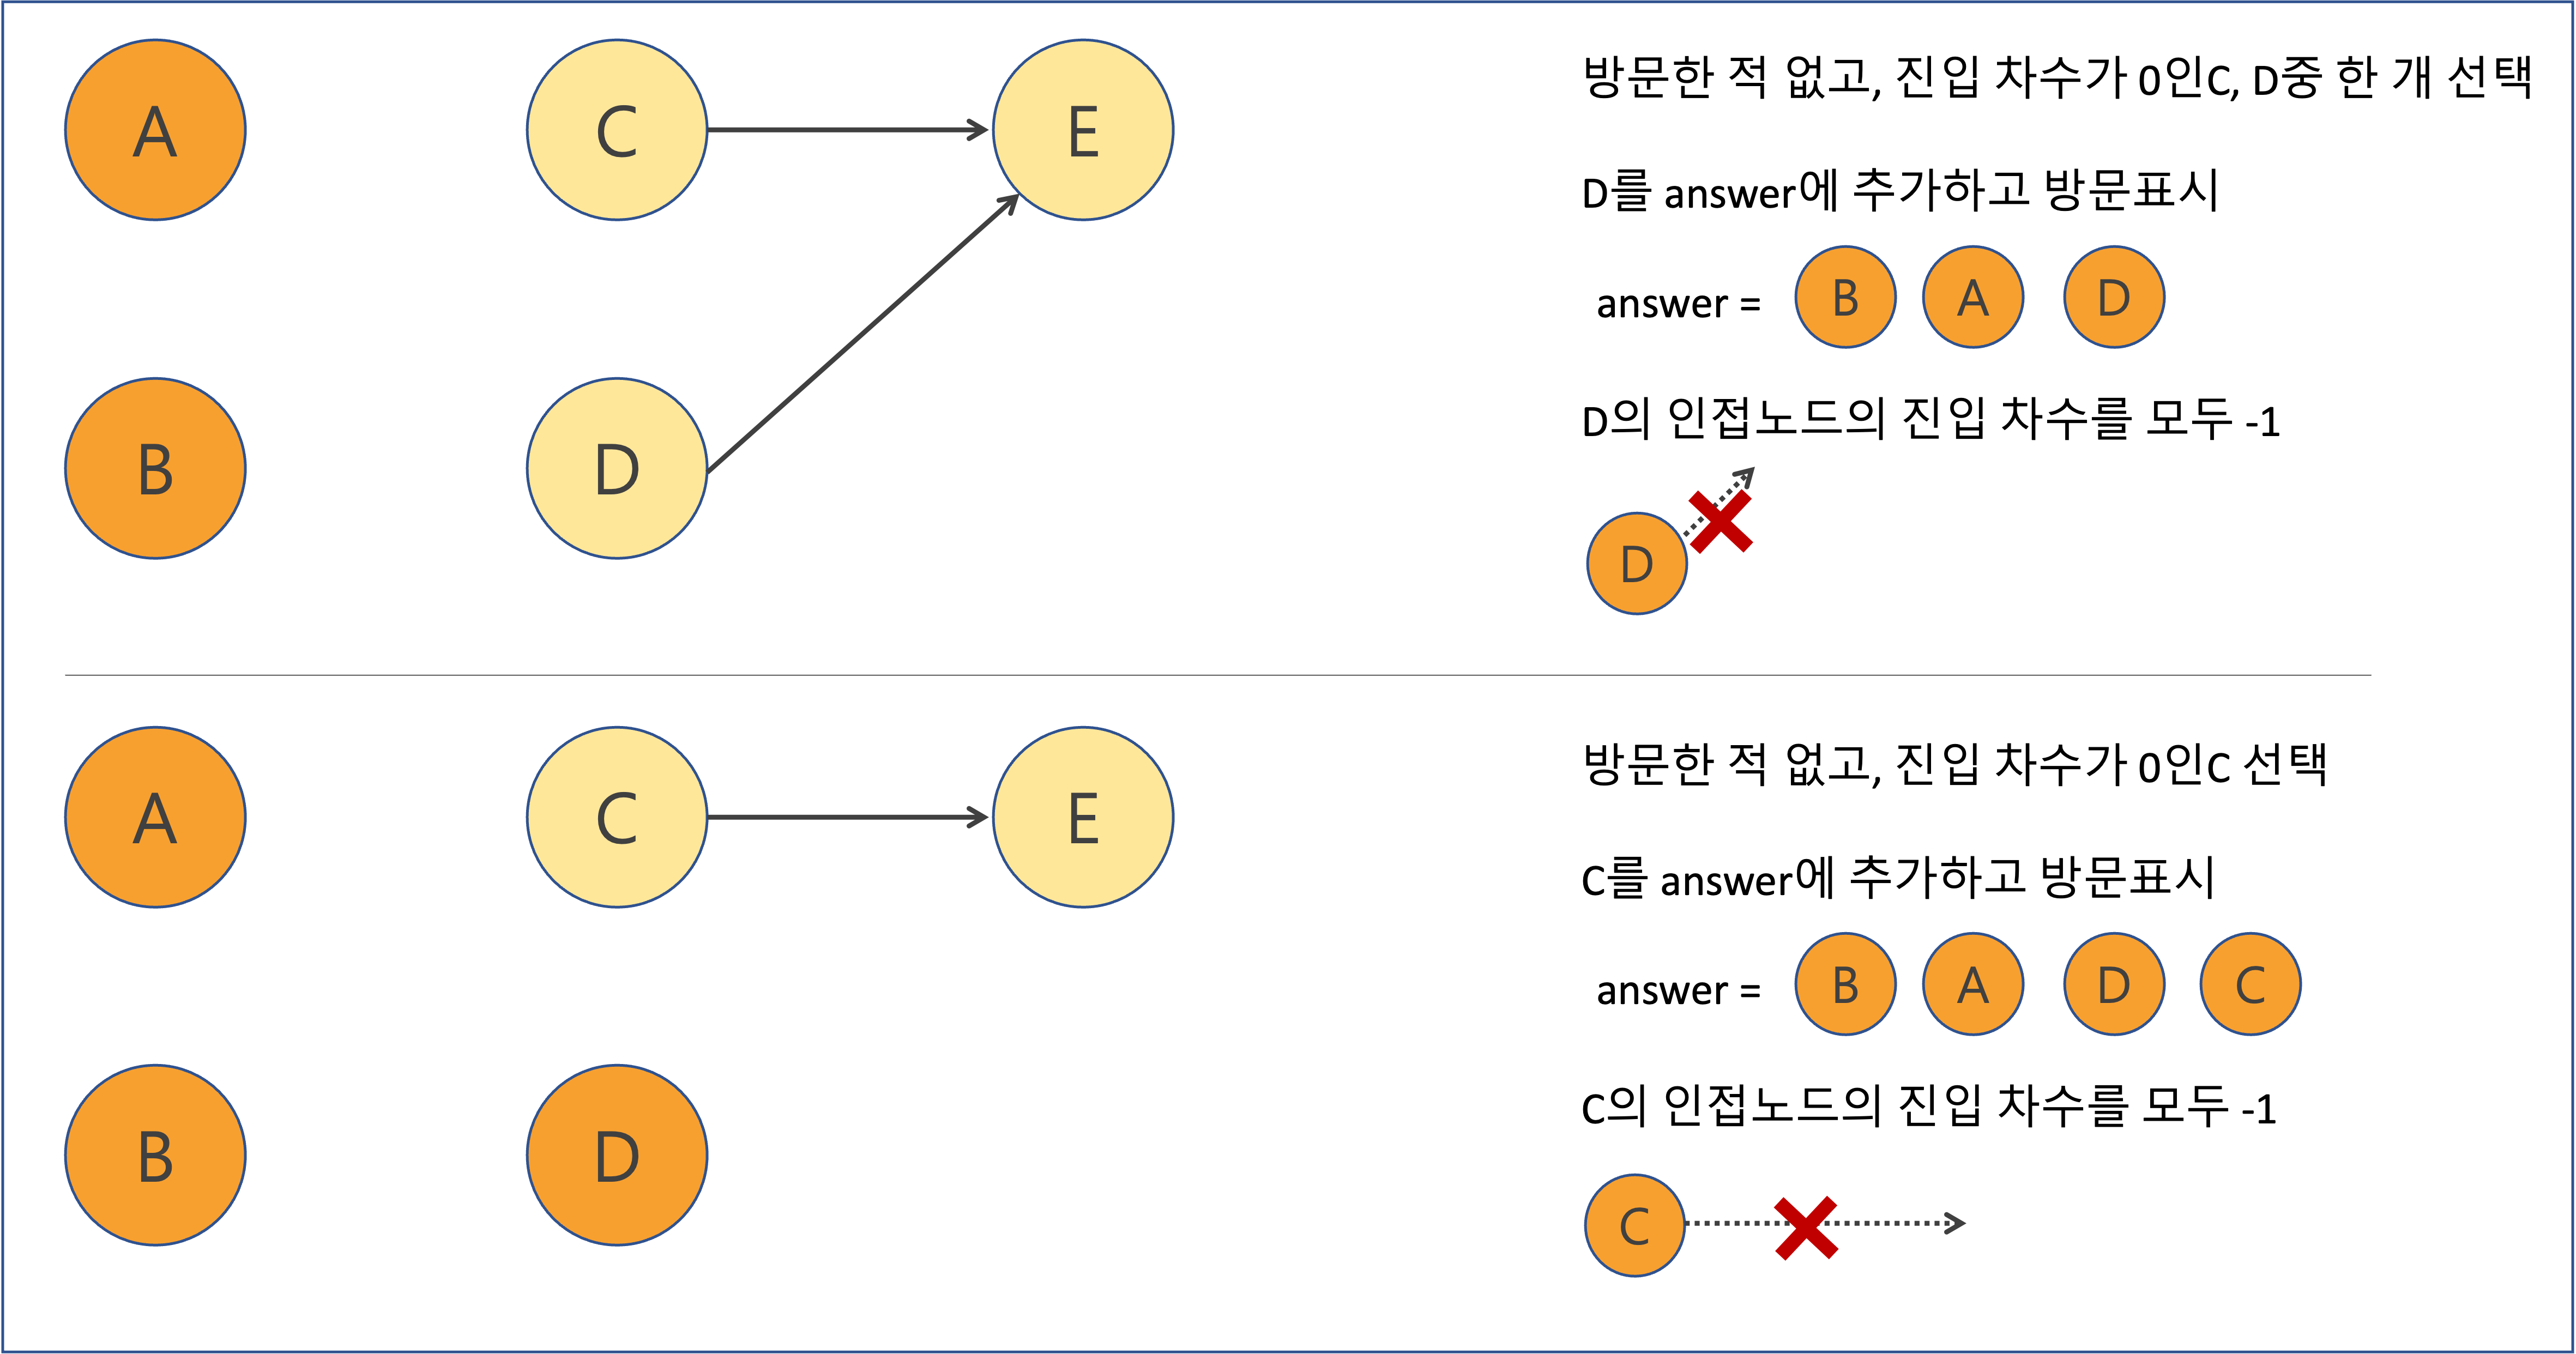 A
C
E
B
D
방문한 적 없고, 진입 차수가 0인C, D중 한 개 선택
D를 answer에 추가하고 방문표시
answer = B A D
D의 인접노드의 진입 차수를 모두 -1
D
A
C
E
B
D
방문한 적 없고, 진입 차수가 0인C 선택
C를 answer에 추가하고 방문표시
answer = B A D C
C의 인접노드의 진입 차수를 모두 -1
C